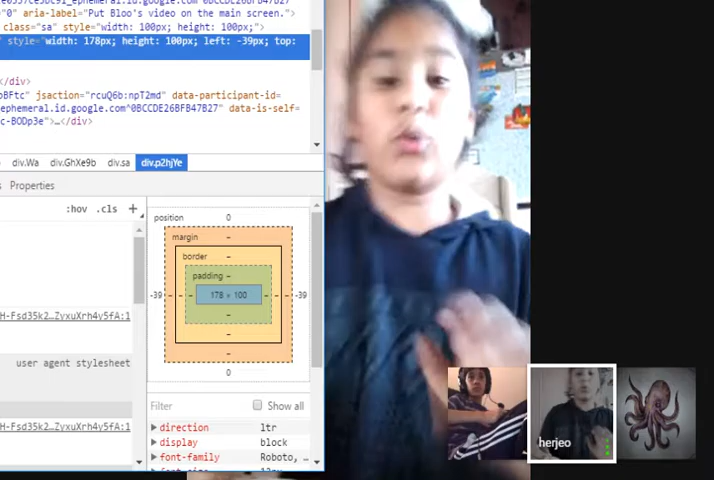 "0" aria-label="Put Bloo's video on the main screen.">
class="sa" style="width: 100px; height: 100px;">
style="width: 178px; height: 100px; left: -39px; top:
</div>
jsaction="rcuQ6b:npT2md" data-participant-id=
ephemeral.id.google.com^0BCCDE26BFB47B27" data-is-self=
…</div>
div.Wa div.GhXe9b div.sa div.p2hjYe
Properties
:hov .cls +
position 0
margin –
border –
padding –
-39 – – 178 × 100 – – -39
–
–
–
0
user agent stylesheet
Filter Show all
direction ltr
display block
font-family Roboto,…
herjeo